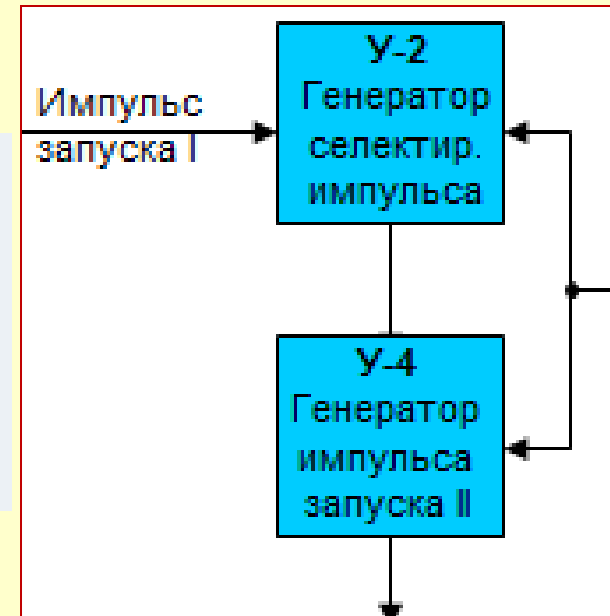 Импульс
запуска I
У-2
Генератор
селектир.
импульса
У-4
Генератор
импульса
запуска II